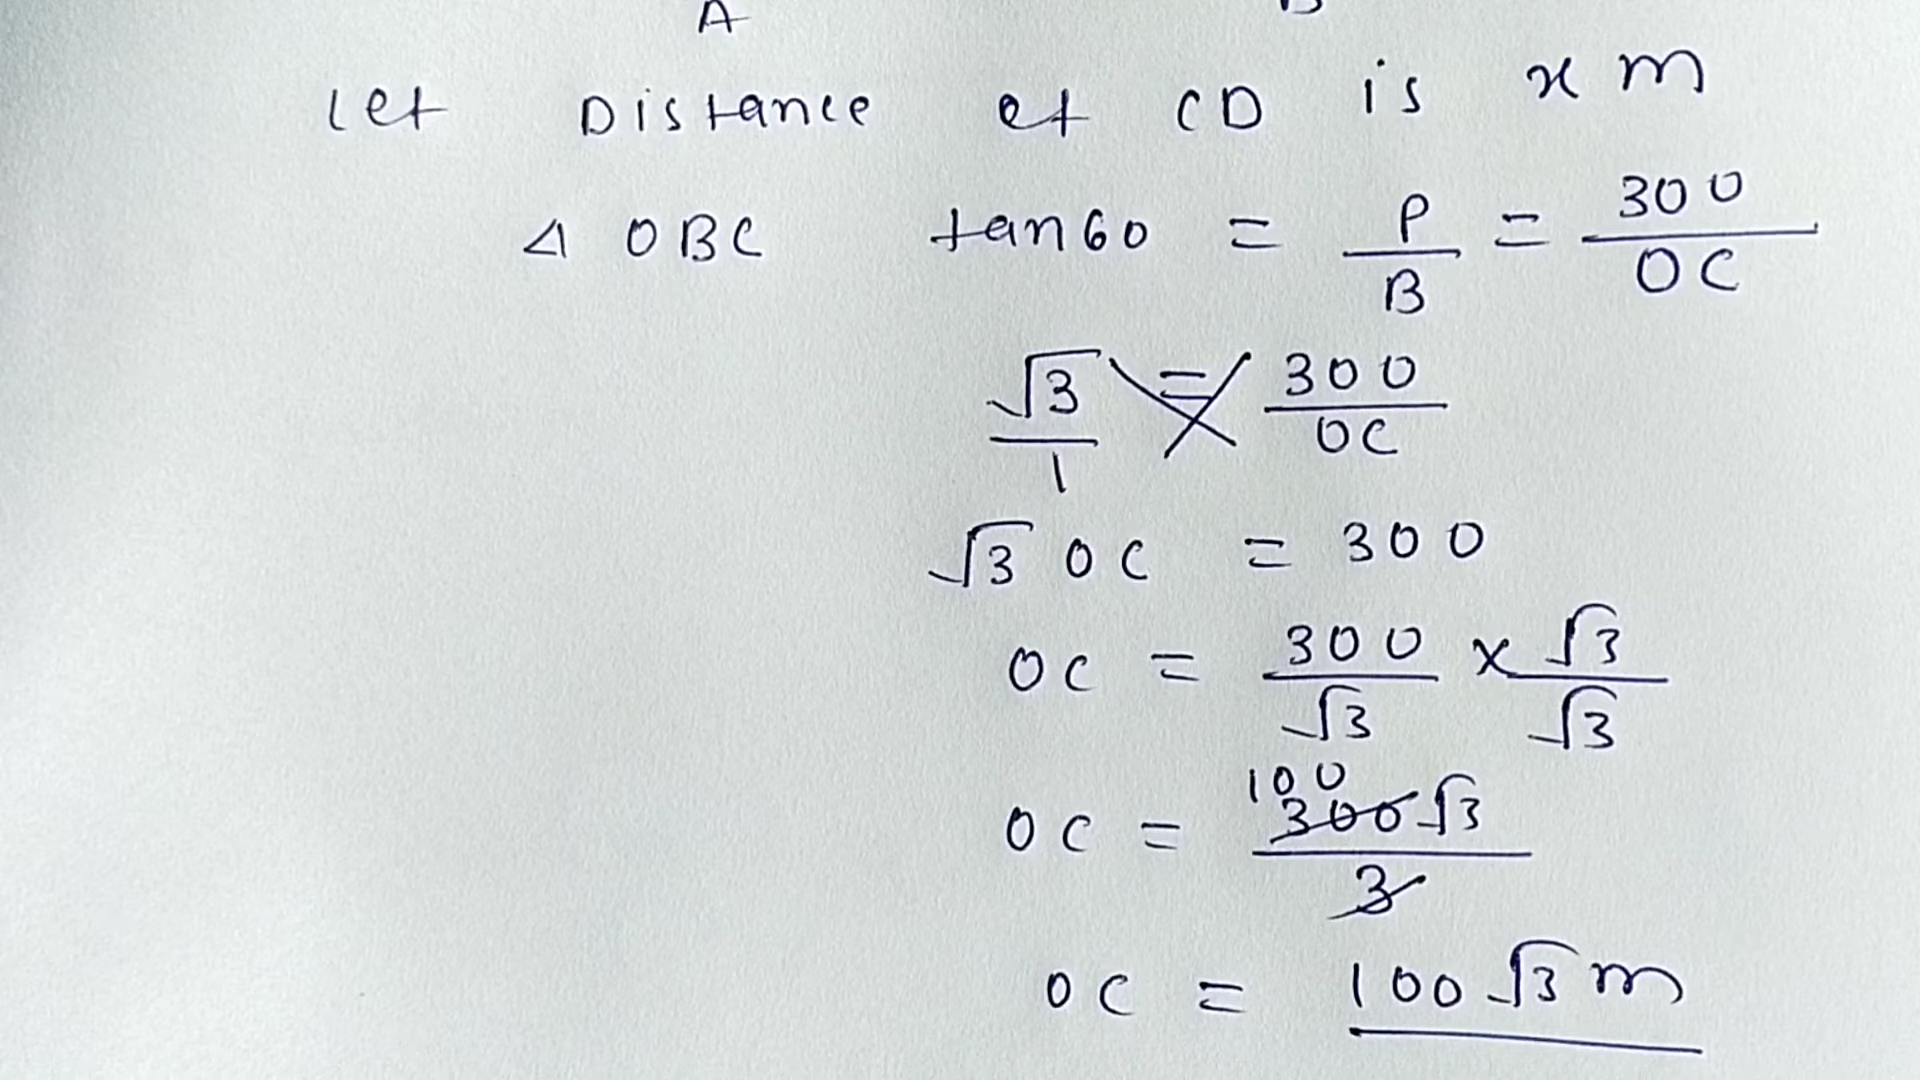 A B
Let Distance of CD is x m
△ OBC tan60 = P/B = 300/OC
√3/1 = 300/OC
√3 OC = 300
OC = 300/√3 × √3/√3
100
OC = 300√3/3
OC = 100√3 m